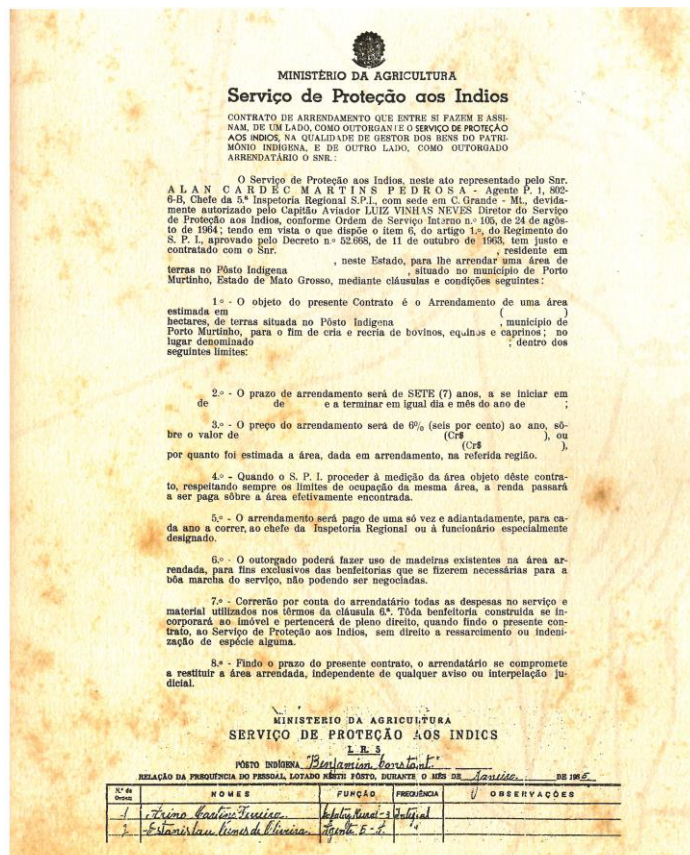 MINISTÉRIO DA AGRICULTURA
Serviço de Proteção aos Indios
CONTRATO DE ARRENDAMENTO QUE ENTRE SI FAZEM E ASSI-
NAM, DE UM LADO, COMO OUTORGANTE O SERVIÇO DE PROTEÇÃO
AOS INDIOS, NA QUALIDADE DE GESTOR DOS BENS DO PATRI-
MÔNIO INDIGENA, E DE OUTRO LADO, COMO OUTORGADO
ARRENDATÁRIO O SNR.:
O Serviço de Proteção aos Indios, neste ato representado pelo Snr.
ALAN CARDEC MARTINS PEDROSA - Agente P. 1, 802-
6-B, Chefe da 5.ª Inspetoria Regional S.P.I., com sede em C. Grande - Mt., devida-
mente autorizado pelo Capitão Aviador LUIZ VINHAS NEVES Diretor do Serviço
de Proteção aos Indios, conforme Ordem de Serviço Interno n.º 105, de 24 de agôs-
to de 1964; tendo em vista o que dispõe o item 6, do artigo 1.º, do Regimento do
S. P. I., aprovado pelo Decreto n.º 52.668, de 11 de outubro de 1963, tem justo e
contratado com o Snr. , residente em
, neste Estado, para lhe arrendar uma área de
terras no Pôsto Indigena , situado no municipio de Porto
Murtinho, Estado de Mato Grosso, mediante cláusulas e condições seguintes:
1º - O objeto do presente Contrato é o Arrendamento de uma área
estimada em ( )
hectares, de terras situada no Pôsto Indigena , municipio de
Porto Murtinho, para o fim de cria e recria de bovinos, equinos e caprinos; no
lugar denominado ; dentro dos
seguintes limites:
2.º - O prazo de arrendamento será de SETE (7) anos, a se iniciar em
de de e a terminar em igual dia e mês do ano de ;
3.º - O preço do arrendamento será de 6% (seis por cento) ao ano, sô-
bre o valor de (Cr$ ), ou
(Cr$ ),
por quanto foi estimada a área, dada em arrendamento, na referida região.
4.º - Quando o S. P. I. proceder à medição da área objeto dêste contra-
to, respeitando sempre os limites de ocupação da mesma área, a renda passará
a ser paga sôbre a área efetivamente encontrada.
5.º - O arrendamento será pago de uma só vez e adiantadamente, para ca-
da ano a correr, ao chefe da Inspetoria Regional ou à funcionário especialmente
designado.
6.º - O outorgado poderá fazer uso de madeiras existentes na área ar-
rendada, para fins exclusivos das benfeitorias que se fizerem necessárias para a
bôa marcha do serviço, não podendo ser negociadas.
7.º - Correrão por conta do arrendatário todas as despesas no serviço e
material utilizados nos têrmos da cláusula 6.ª. Tôda benfeitoria construida se in-
corporará ao imóvel e pertencerá de pleno direito, quando findo o presente con-
trato, ao Serviço de Proteção aos Indios, sem direito a ressarcimento ou indeni-
zação de espécie alguma.
8.º - Findo o prazo do presente contrato, o arrendatário se compromete
a restituir a área arrendada, independente de qualquer aviso ou interpelação ju-
dicial.
MINISTERIO DA AGRICULTURA
SERVIÇO DE PROTEÇÃO AOS INDICS
PÔSTO INDÍGENA "Benjamim Constant"
RELAÇÃO DA FREQUÊNCIA DO PESSOAL, LOTADO NESTE PÔSTO, DURANTE O MÊS DE Janeiro DE 196
N.º de Ordem NOMES FUNÇÃO FREQUÊNCIA OBSERVAÇÕES
1 Integral
2 Estanislau Nunes de Oliveira Agente "